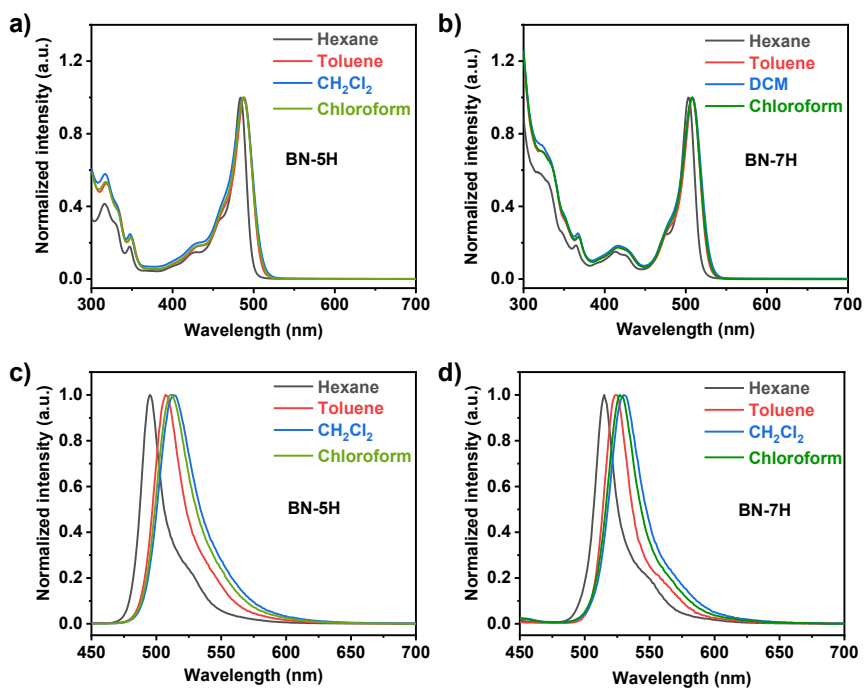 a)
Normalized intensity (a.u.)
1.2
0.8
0.4
0.0
Hexane
Toluene
CH₂Cl₂
Chloroform
BN-5H
300 400 500 600 700
Wavelength (nm)
b)
Normalized intensity (a.u.)
1.2
0.8
0.4
0.0
Hexane
Toluene
DCM
Chloroform
BN-7H
300 400 500 600 700
Wavelength (nm)
c)
Normalized intensity (a.u.)
1.0
0.8
0.6
0.4
0.2
0.0
Hexane
Toluene
CH₂Cl₂
Chloroform
BN-5H
450 500 550 600 650 700
Wavelength (nm)
d)
Normalized intensity (a.u.)
1.0
0.8
0.6
0.4
0.2
0.0
Hexane
Toluene
CH₂Cl₂
Chloroform
BN-7H
450 500 550 600 650 700
Wavelength (nm)